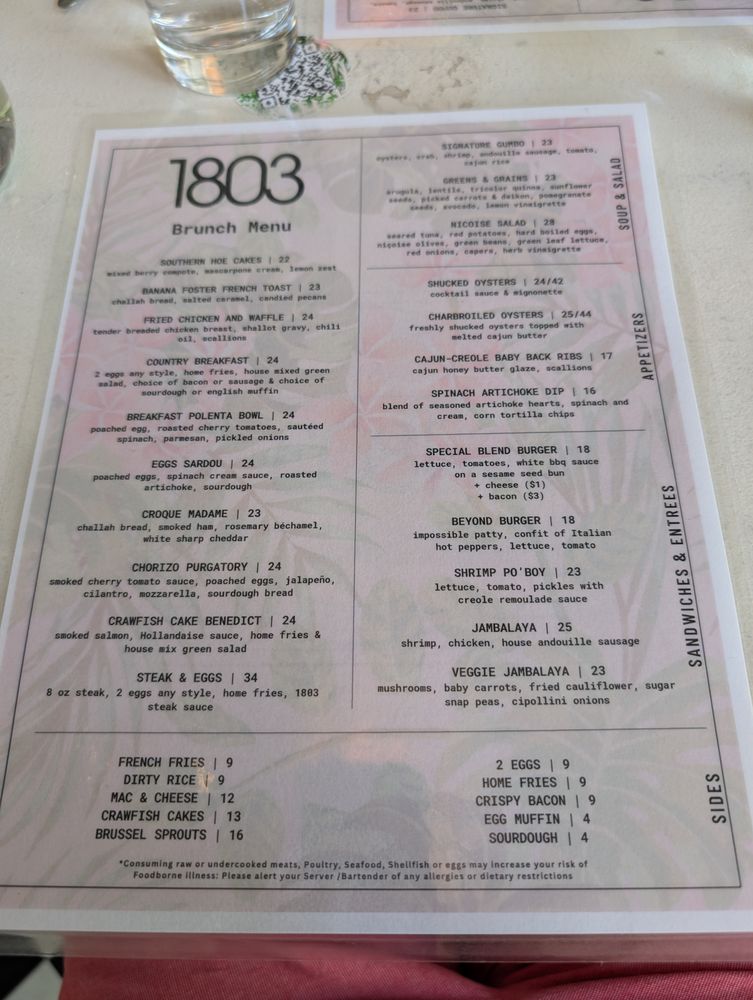 1803
Brunch Menu
SOUTHERN HOE CAKES | 22
mixed berry compote, mascarpone cream, lemon zest
BANANA FOSTER FRENCH TOAST | 23
challah bread, salted caramel, candied pecans
FRIED CHICKEN AND WAFFLE | 24
tender breaded chicken breast, shallot gravy, chili
oil, scallions
COUNTRY BREAKFAST | 24
2 eggs any style, home fries, house mixed green
salad, choice of bacon or sausage & choice of
sourdough or english muffin
BREAKFAST POLENTA BOWL | 24
poached egg, roasted cherry tomatoes, sautéed
spinach, parmesan, pickled onions
EGGS SARDOU | 24
poached eggs, spinach cream sauce, roasted
artichoke, sourdough
CROQUE MADAME | 23
challah bread, smoked ham, rosemary béchamel,
white sharp cheddar
CHORIZO PURGATORY | 24
smoked cherry tomato sauce, poached eggs, jalapeño,
cilantro, mozzarella, sourdough bread
CRAWFISH CAKE BENEDICT | 24
smoked salmon, Hollandaise sauce, home fries &
house mix green salad
STEAK & EGGS | 34
8 oz steak, 2 eggs any style, home fries, 1803
steak sauce
SOUP & SALAD
SIGNATURE GUMBO | 23
oysters, crab, shrimp, andouille sausage, tomato,
cajun rice
GREENS & GRAINS | 23
arugula, lentils, tricolor quinoa, sunflower
seeds, picked carrots & daikon, pomegranate
seeds, avocado, lemon vinaigrette
NICOISE SALAD | 28
seared tuna, red potatoes, hard boiled eggs,
niçoise olives, green beans, green leaf lettuce,
red onions, capers, herb vinaigrette
APPETIZERS
SHUCKED OYSTERS | 24/42
cocktail sauce & mignonette
CHARBROILED OYSTERS | 25/44
freshly shucked oysters topped with
melted cajun butter
CAJUN-CREOLE BABY BACK RIBS | 17
cajun honey butter glaze, scallions
SPINACH ARTICHOKE DIP | 16
blend of seasoned artichoke hearts, spinach and
cream, corn tortilla chips
SANDWICHES & ENTREES
SPECIAL BLEND BURGER | 18
lettuce, tomatoes, white bbq sauce
on a sesame seed bun
+ cheese ($1)
+ bacon ($3)
BEYOND BURGER | 18
impossible patty, confit of Italian
hot peppers, lettuce, tomato
SHRIMP PO'BOY | 23
lettuce, tomato, pickles with
creole remoulade sauce
JAMBALAYA | 25
shrimp, chicken, house andouille sausage
VEGGIE JAMBALAYA | 23
mushrooms, baby carrots, fried cauliflower, sugar
snap peas, cipollini onions
SIDES
FRENCH FRIES | 9
DIRTY RICE | 9
MAC & CHEESE | 12
CRAWFISH CAKES | 13
BRUSSEL SPROUTS | 16
2 EGGS | 9
HOME FRIES | 9
CRISPY BACON | 9
EGG MUFFIN | 4
SOURDOUGH | 4
*Consuming raw or undercooked meats, Poultry, Seafood, Shellfish or eggs may increase your risk of
Foodborne illness: Please alert your Server /Bartender of any allergies or dietary restrictions
SIGNATURE GUMBO | 23